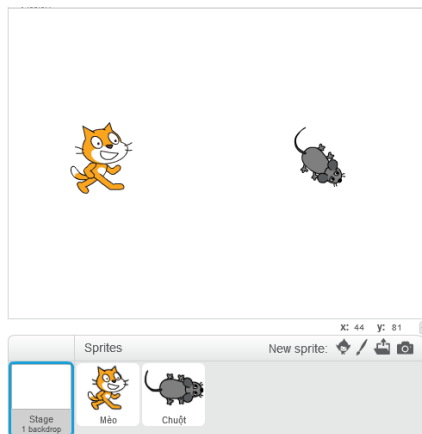 x: 44 y: 81
Sprites
New sprite:
Stage
1 backdrop
Mèo
Chuột